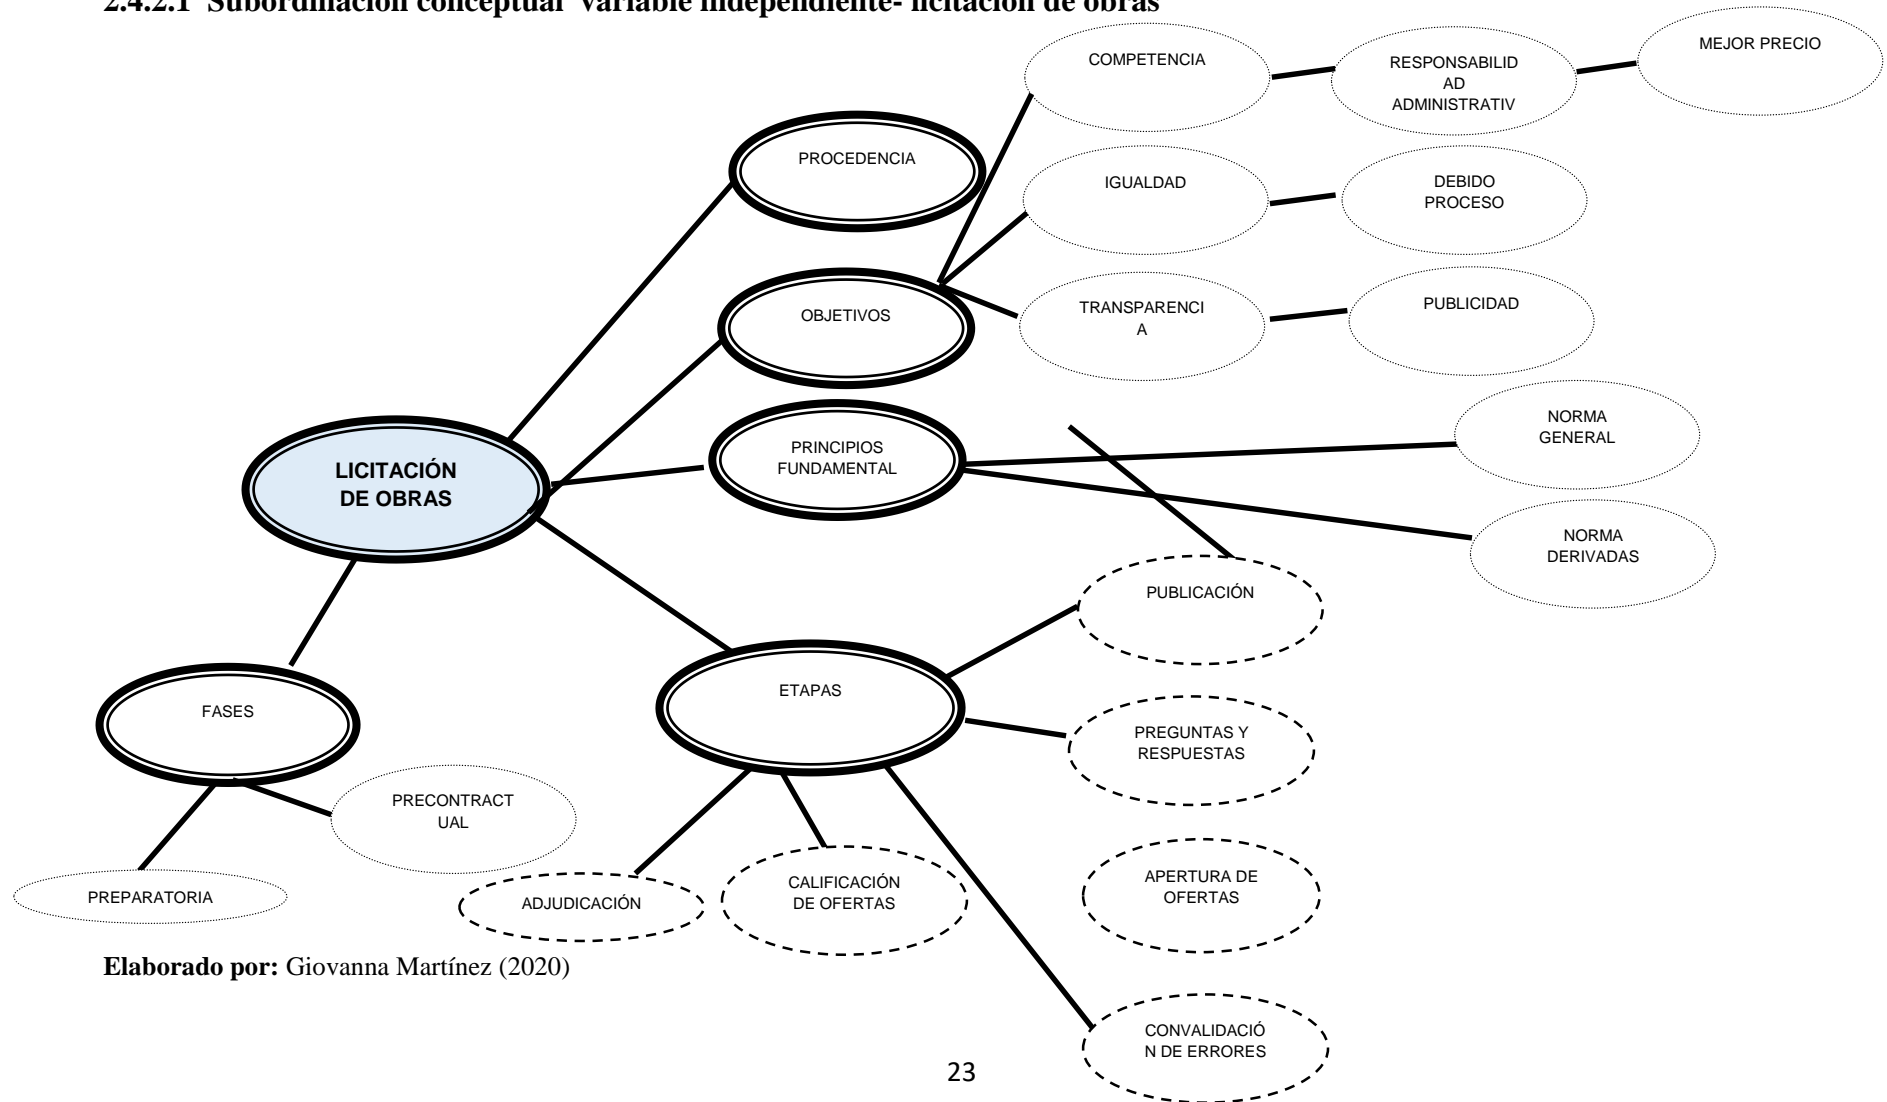 2.4.2.1 Subordinación conceptual variable independiente- licitación de obras
COMPETENCIA
RESPONSABILID
AD
ADMINISTRATIV
MEJOR PRECIO
PROCEDENCIA
IGUALDAD
DEBIDO
PROCESO
OBJETIVOS
TRANSPARENCI
A
PUBLICIDAD
PRINCIPIOS
FUNDAMENTAL
NORMA
GENERAL
LICITACIÓN
DE OBRAS
NORMA
DERIVADAS
PUBLICACIÓN
ETAPAS
FASES
PREGUNTAS Y
RESPUESTAS
PRECONTRACT
UAL
PREPARATORIA
ADJUDICACIÓN
CALIFICACIÓN
DE OFERTAS
APERTURA DE
OFERTAS
Elaborado por: Giovanna Martínez (2020)
CONVALIDACIÓ
N DE ERRORES
23